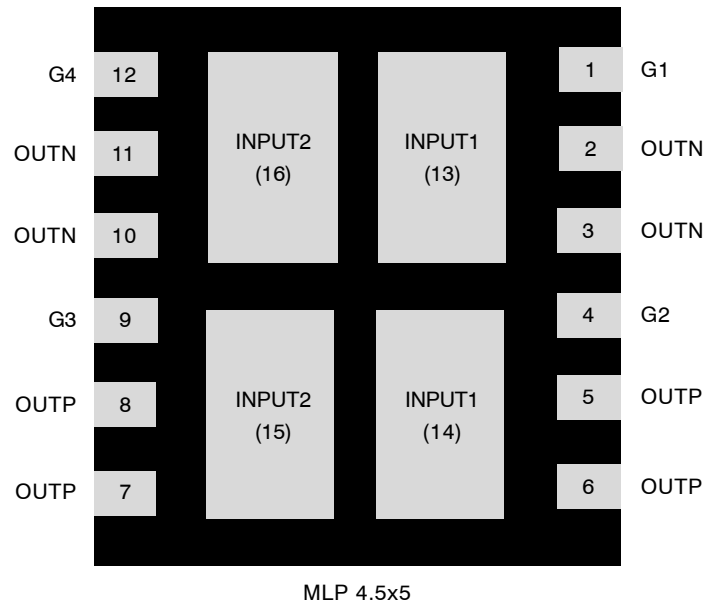 G4 12 INPUT2 (16) INPUT1 (13) 1 G1
OUTN 11 2 OUTN
OUTN 10 3 OUTN
G3 9 4 G2
OUTP 8 INPUT2 (15) INPUT1 (14) 5 OUTP
OUTP 7 6 OUTP
MLP 4.5x5